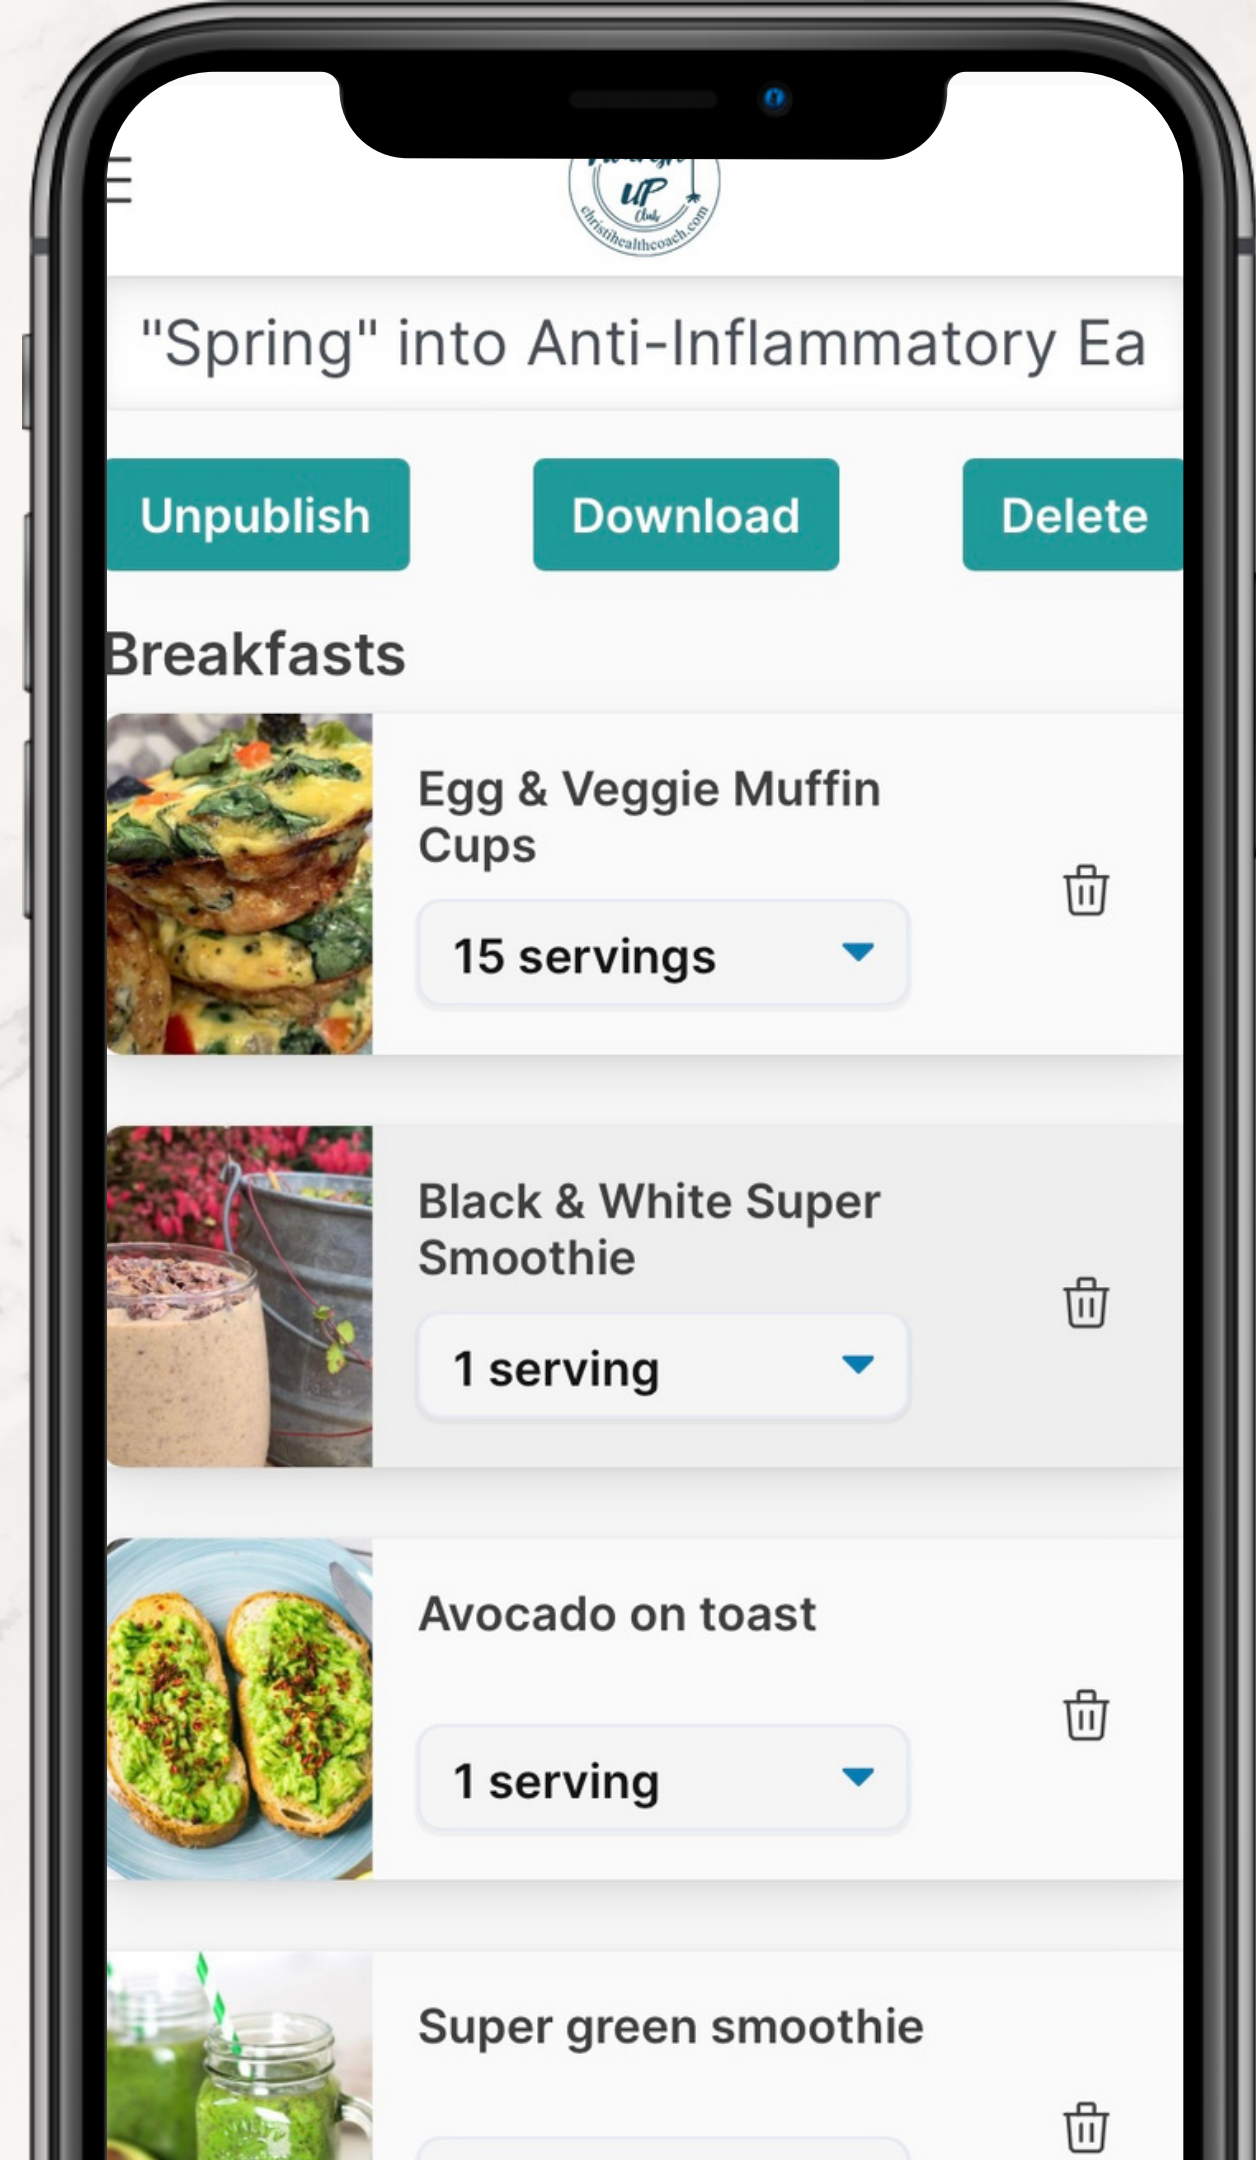 UP
Club
christihealthcoach.com
"Spring" into Anti-Inflammatory Ea
Unpublish
Download
Delete
Breakfasts
Egg & Veggie Muffin
Cups
15 servings
Black & White Super
Smoothie
1 serving
Avocado on toast
1 serving
Super green smoothie